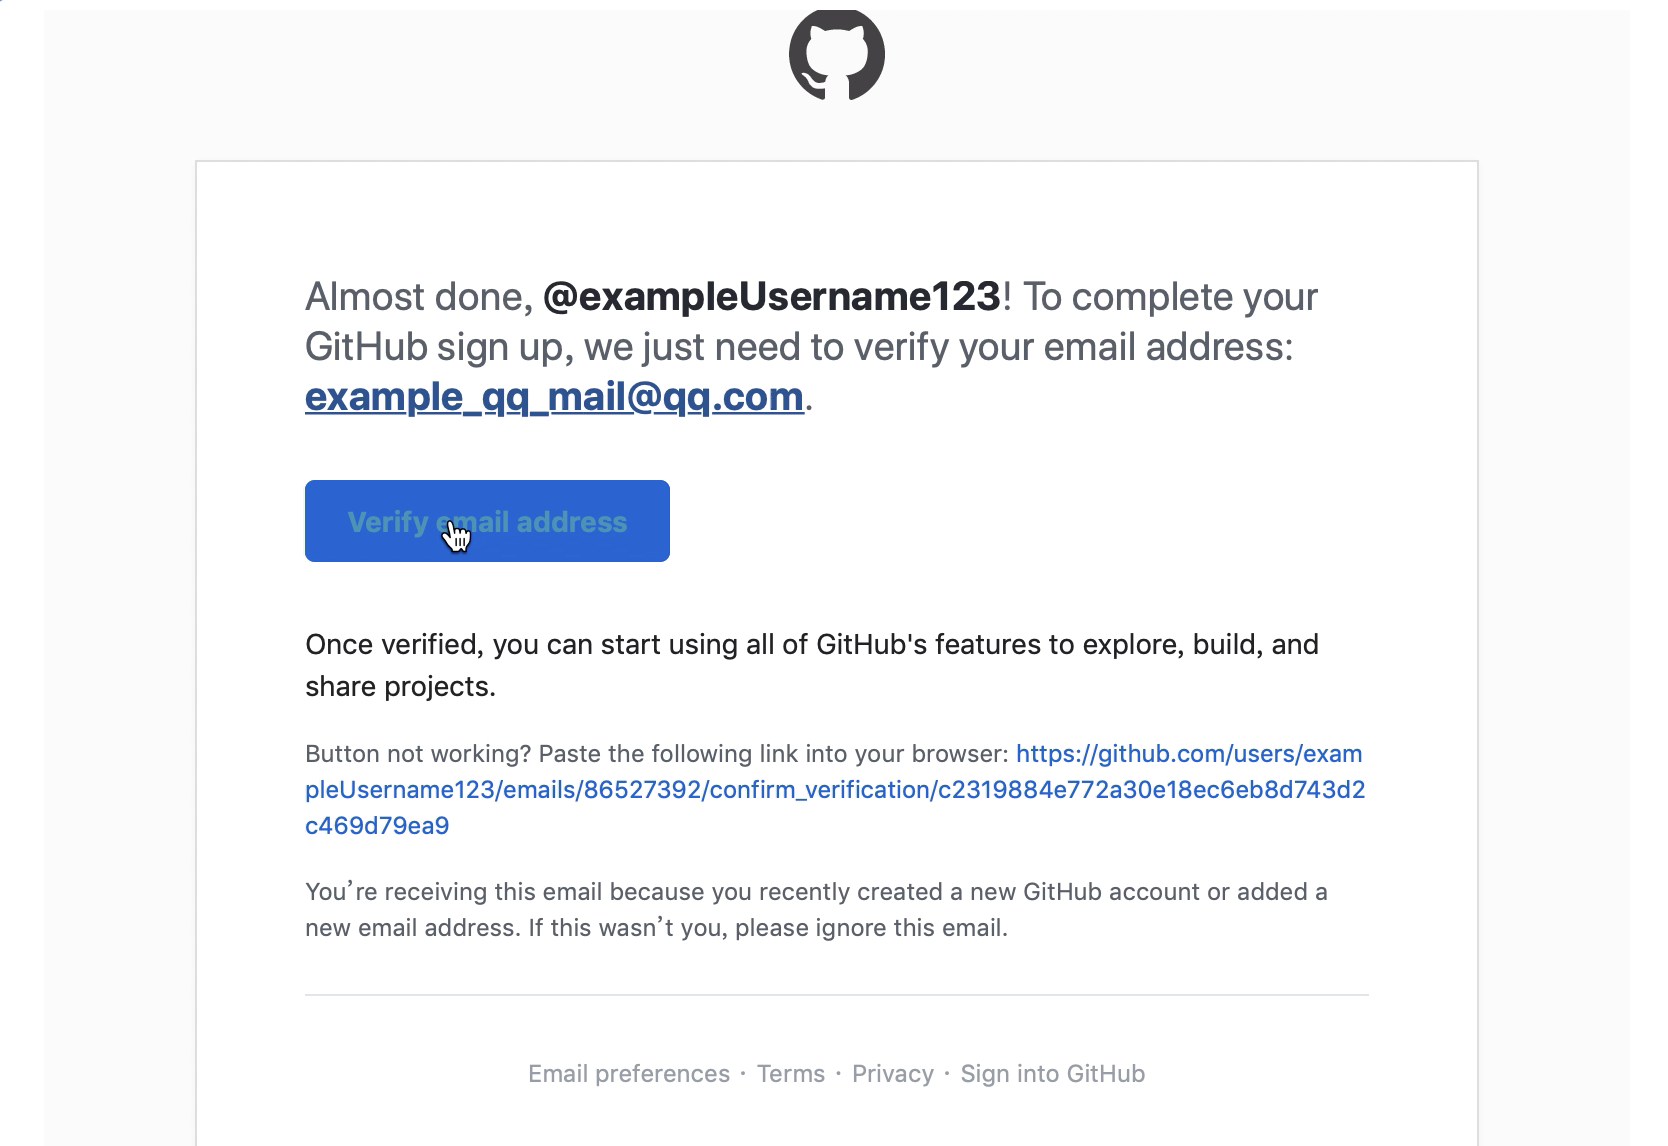 Almost done, @exampleUsername123! To complete your
GitHub sign up, we just need to verify your email address:
example_qq_mail@qq.com.
Verify email address
Once verified, you can start using all of GitHub's features to explore, build, and
share projects.
Button not working? Paste the following link into your browser: https://github.com/users/exam
pleUsername123/emails/86527392/confirm_verification/c2319884e772a30e18ec6eb8d743d2
c469d79ea9
You’re receiving this email because you recently created a new GitHub account or added a
new email address. If this wasn’t you, please ignore this email.
Email preferences · Terms · Privacy · Sign into GitHub